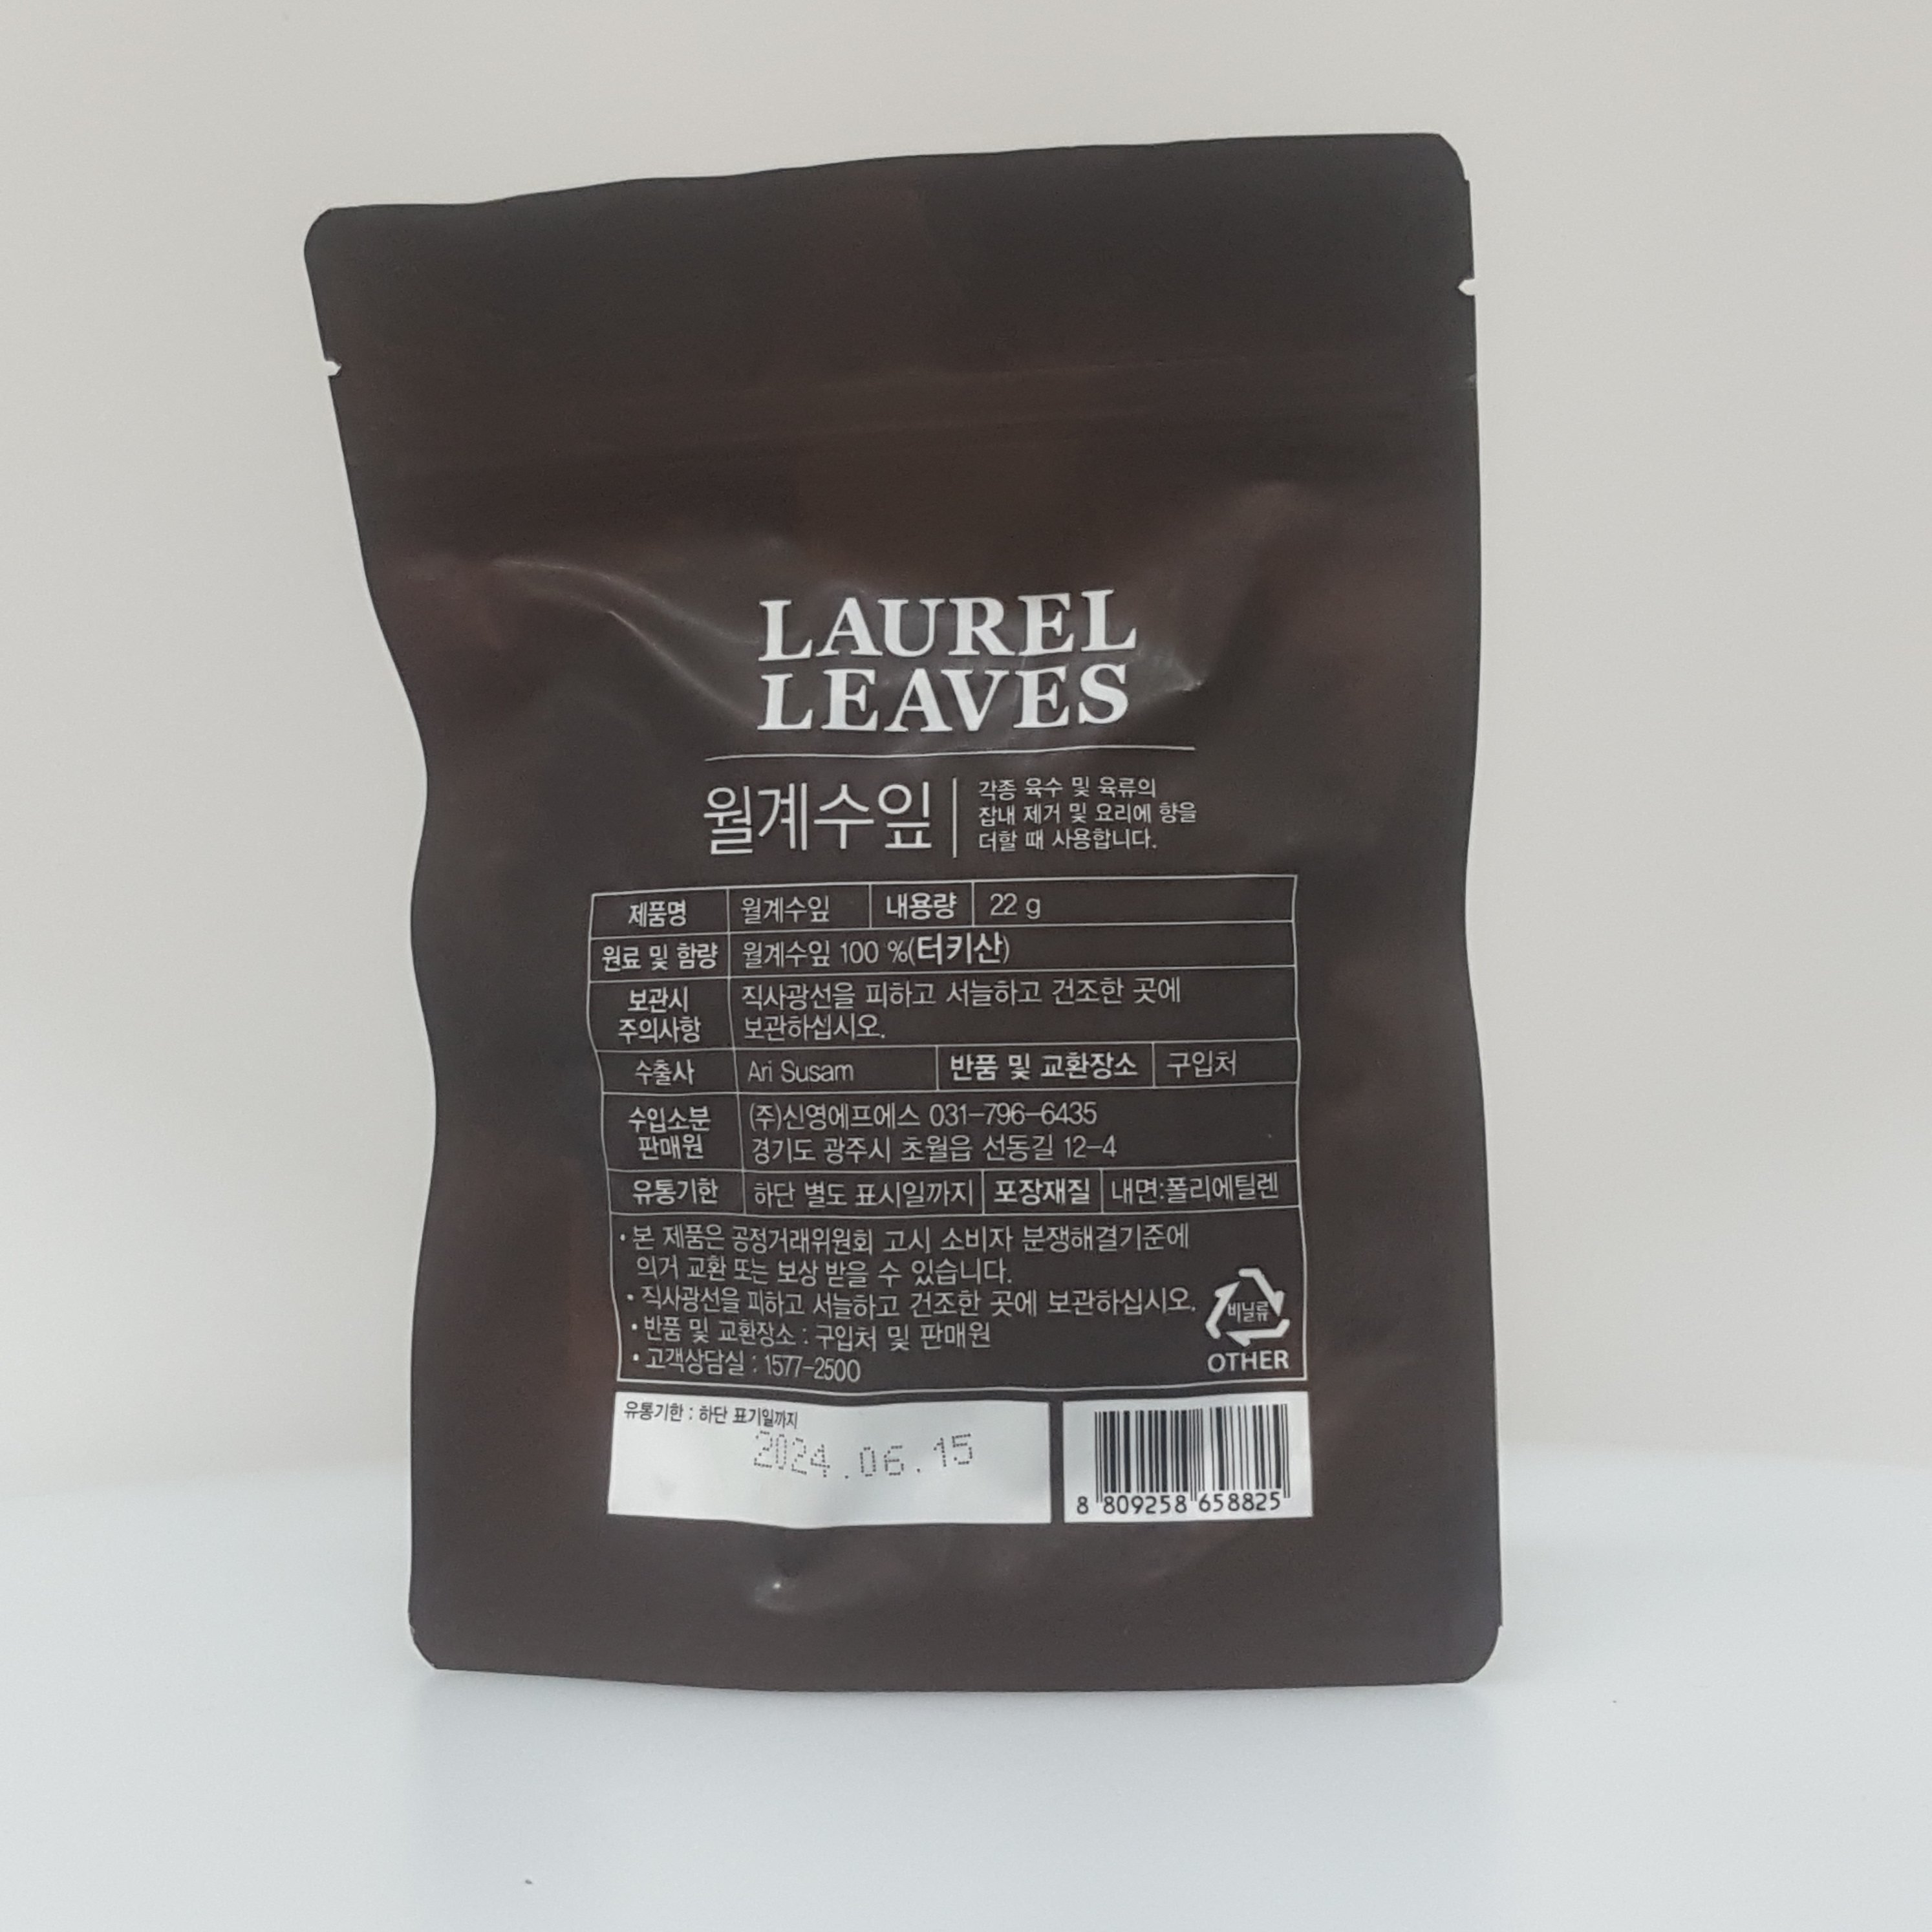 LAUREL
LEAVES
월계수잎
각종 육수 및 육류의
잡내 제거 및 요리에 향을
더할 때 사용합니다.
제품명 월계수잎 내용량 22 g
원료 및 함량 월계수잎 100 %(터키산)
보관시
주의사항
직사광선을 피하고 서늘하고 건조한 곳에
보관하십시오.
수출사 Ari Susam 반품 및 교환장소 구입처
수입소분
판매원
(주)신영에프에스 031-796-6435
경기도 광주시 초월읍 선동길 12-4
유통기한 하단 별도 표시일까지 포장재질 내면:폴리에틸렌
• 본 제품은 공정거래위원회 고시 소비자 분쟁해결기준에
의거 교환 또는 보상 받을 수 있습니다.
• 직사광선을 피하고 서늘하고 건조한 곳에 보관하십시오.
• 반품 및 교환장소 : 구입처 및 판매원
• 고객상담실 : 1577-2500
비닐류
OTHER
유통기한 : 하단 표기일까지
2024.06.15
8 809258 658825